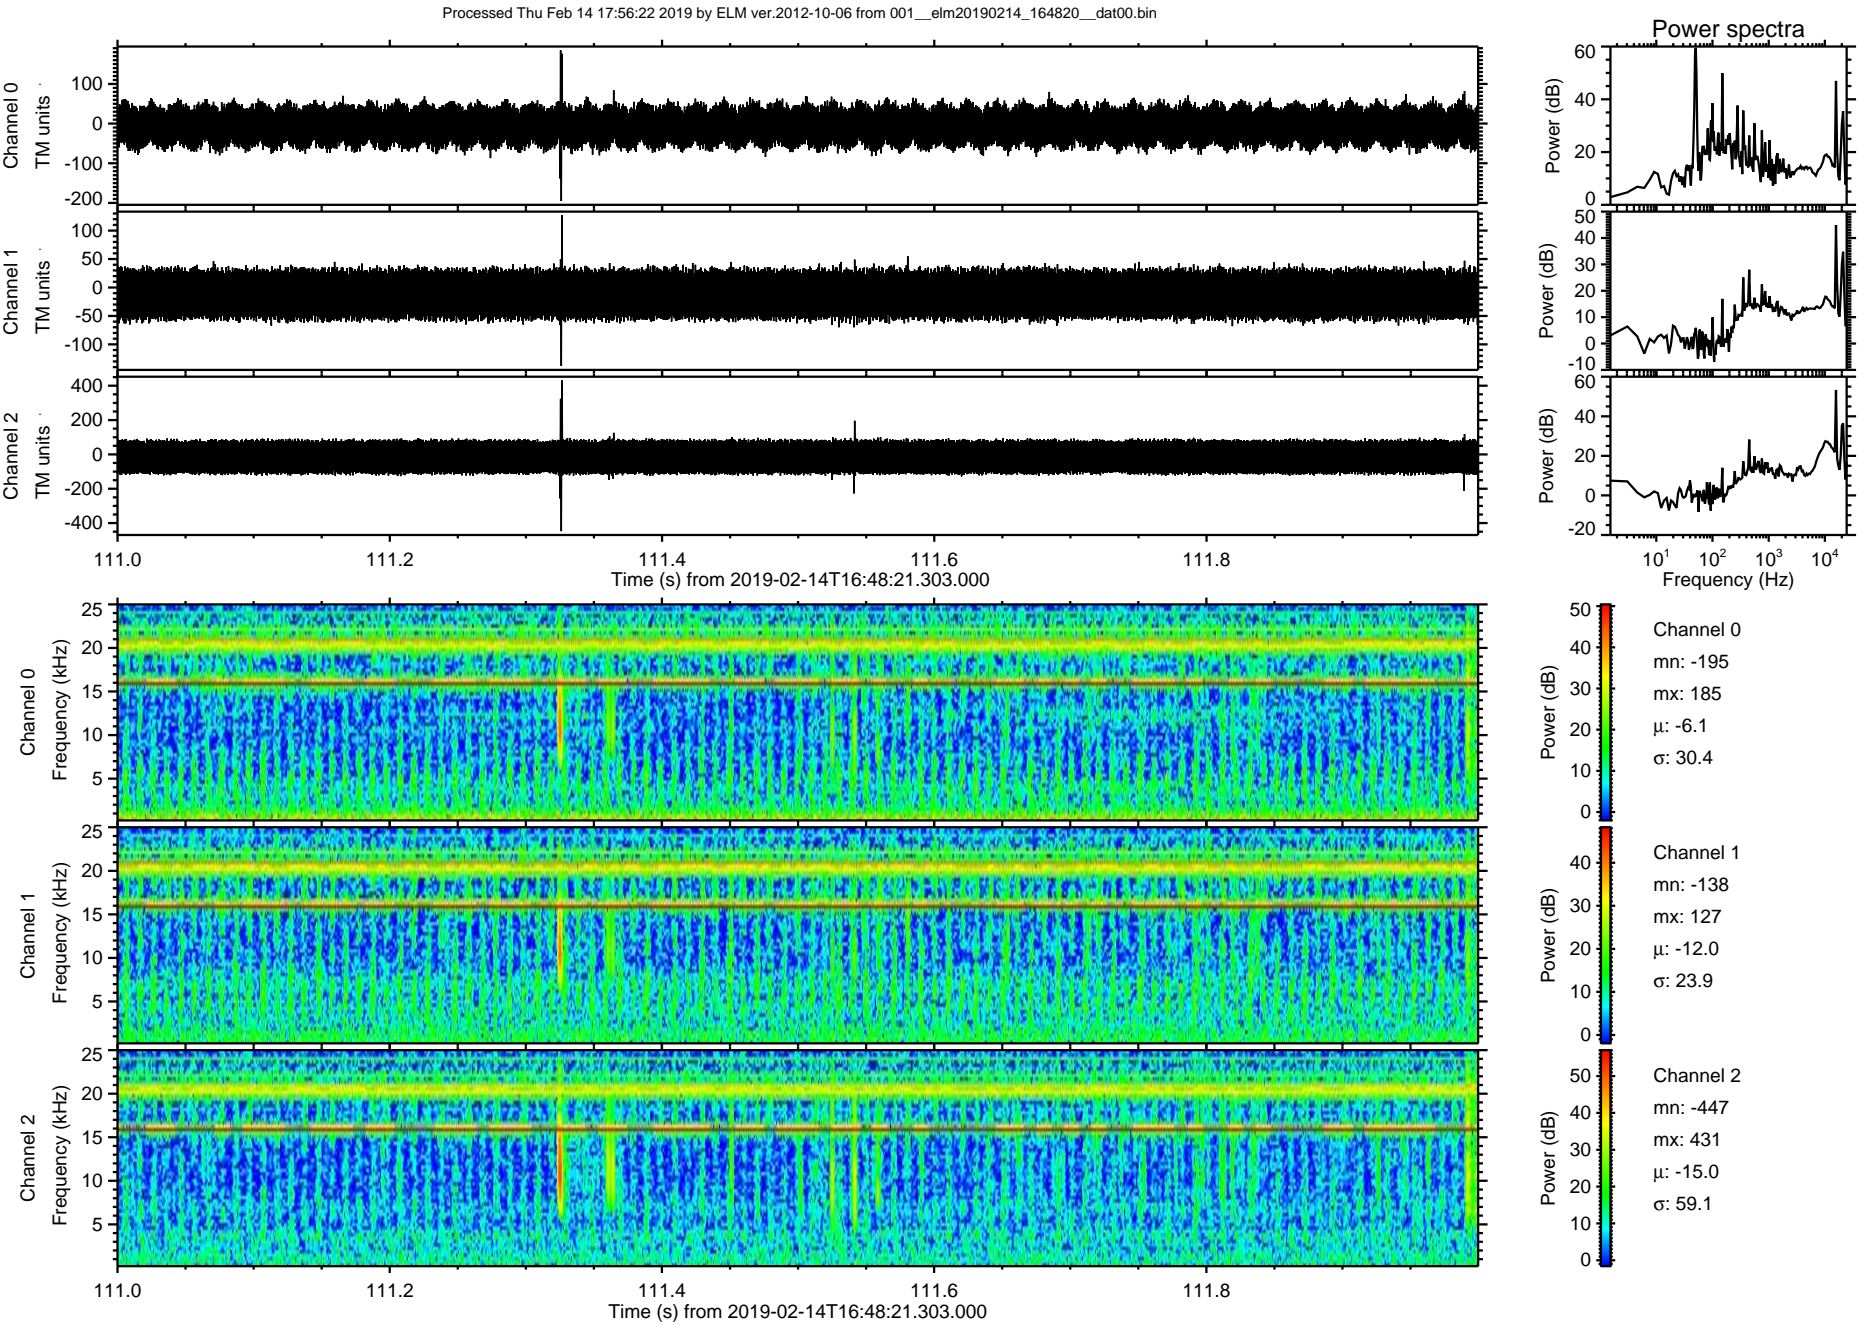 Processed Thu Feb 14 17:56:22 2019 by ELM ver.2012-10-06 from 001__elm20190214_164820__dat00.bin
Power spectra
Channel 0
TM units
100
0
-100
-200
Power (dB)
60
40
20
0
Channel 1
TM units
100
50
0
-50
-100
Power (dB)
50
40
30
20
10
0
-10
Channel 2
TM units
400
200
0
-200
-400
Power (dB)
60
40
20
0
-20
111.0 111.2 111.4 111.6 111.8
Time (s) from 2019-02-14T16:48:21.303.000
10^1 10^2 10^3 10^4
Frequency (Hz)
Channel 0
Frequency (kHz)
25
20
15
10
5
Power (dB)
50
40
30
20
10
0
Channel 0
mn: -195
mx: 185
μ: -6.1
σ: 30.4
Channel 1
Frequency (kHz)
25
20
15
10
5
Power (dB)
40
30
20
10
0
Channel 1
mn: -138
mx: 127
μ: -12.0
σ: 23.9
Channel 2
Frequency (kHz)
25
20
15
10
5
Power (dB)
50
40
30
20
10
0
Channel 2
mn: -447
mx: 431
μ: -15.0
σ: 59.1
111.0 111.2 111.4 111.6 111.8
Time (s) from 2019-02-14T16:48:21.303.000